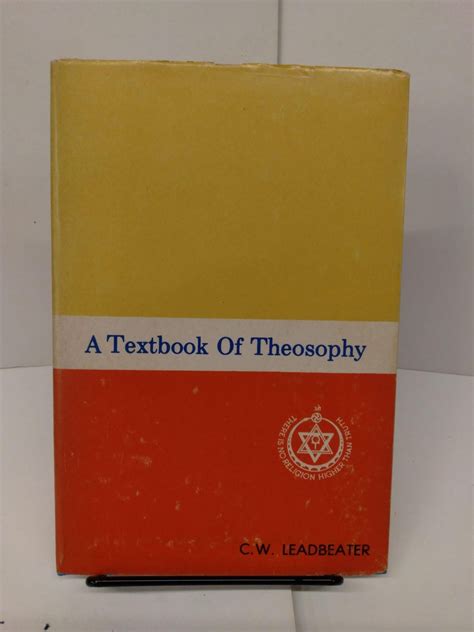 A Textbook Of Theosophy
THERE IS NO RELIGION HIGHER THAN TRUTH
C.W. LEADBEATER